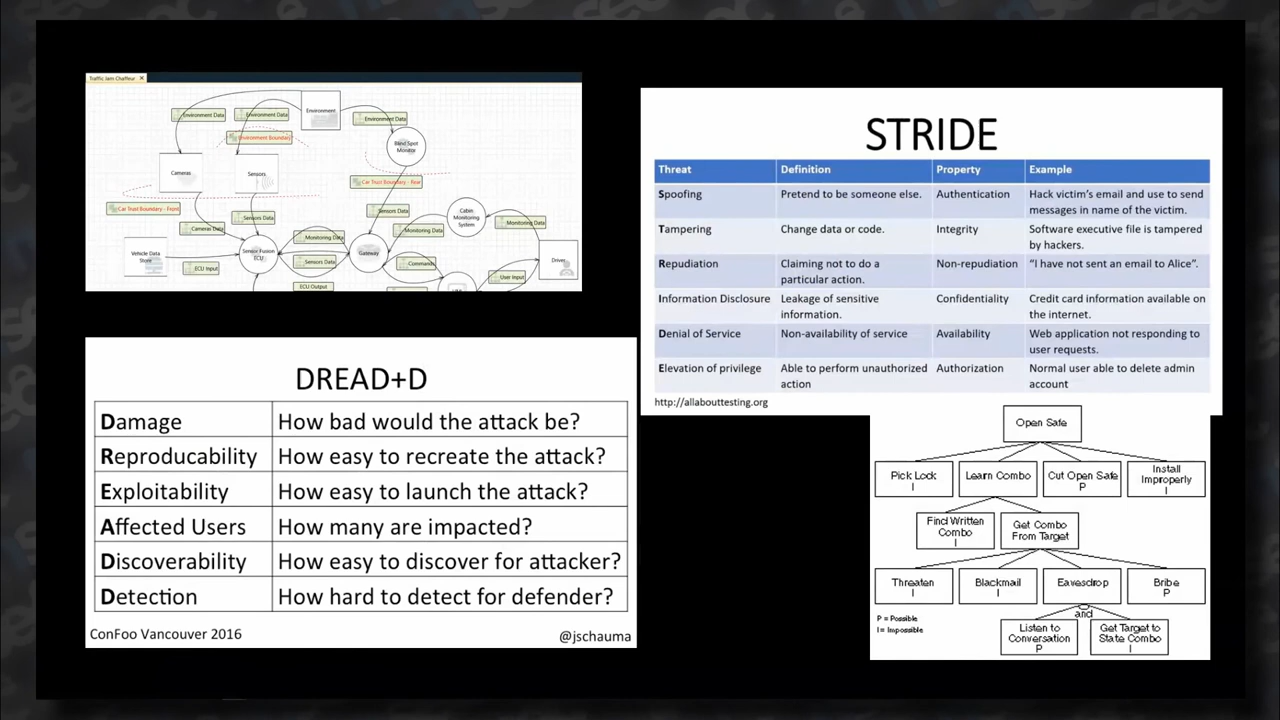 Traffic Jam Chaffeur
Environment
Environment Data
Environment Data
Environment Data
Environment Boundary
Blind Spot
Monitor
Cameras
Sensors
Car Trust Boundary - Rear
Car Trust Boundary - Front
Sensors Data
Sensors Data
Cabin
Monitoring
System
Cameras Data
Monitoring Data
Monitoring Data
Monitoring Data
Vehicle Data
Store
Sensor Fusion
ECU
Gateway
Driver
ECU Input
Sensors Data
Commands
User Input
ECU Output
STRIDE
Threat Definition Property Example
Spoofing Pretend to be someone else. Authentication Hack victim's email and use to send
messages in name of the victim.
Tampering Change data or code. Integrity Software executive file is tampered
by hackers.
Repudiation Claiming not to do a Non-repudiation "I have not sent an email to Alice".
particular action.
Information Disclosure Leakage of sensitive Confidentiality Credit card information available on
information. the internet.
Denial of Service Non-availability of service Availability Web application not responding to
user requests.
Elevation of privilege Able to perform unauthorized Authorization Normal user able to delete admin
action account
http://allabouttesting.org
DREAD+D
Damage How bad would the attack be?
Reproducability How easy to recreate the attack?
Exploitability How easy to launch the attack?
Affected Users How many are impacted?
Discoverability How easy to discover for attacker?
Detection How hard to detect for defender?
ConFoo Vancouver 2016 @jschauma
Open Safe
Pick Lock
I
Learn Combo
Cut Open Safe
P
Install
Improperly
I
Find Written
Combo
I
Get Combo
From Target
Threaten
I
Blackmail
I
Eavesdrop
Bribe
P
and
P = Possible
I = Impossible
Listen to
Conversation
P
Get Target to
State Combo
I